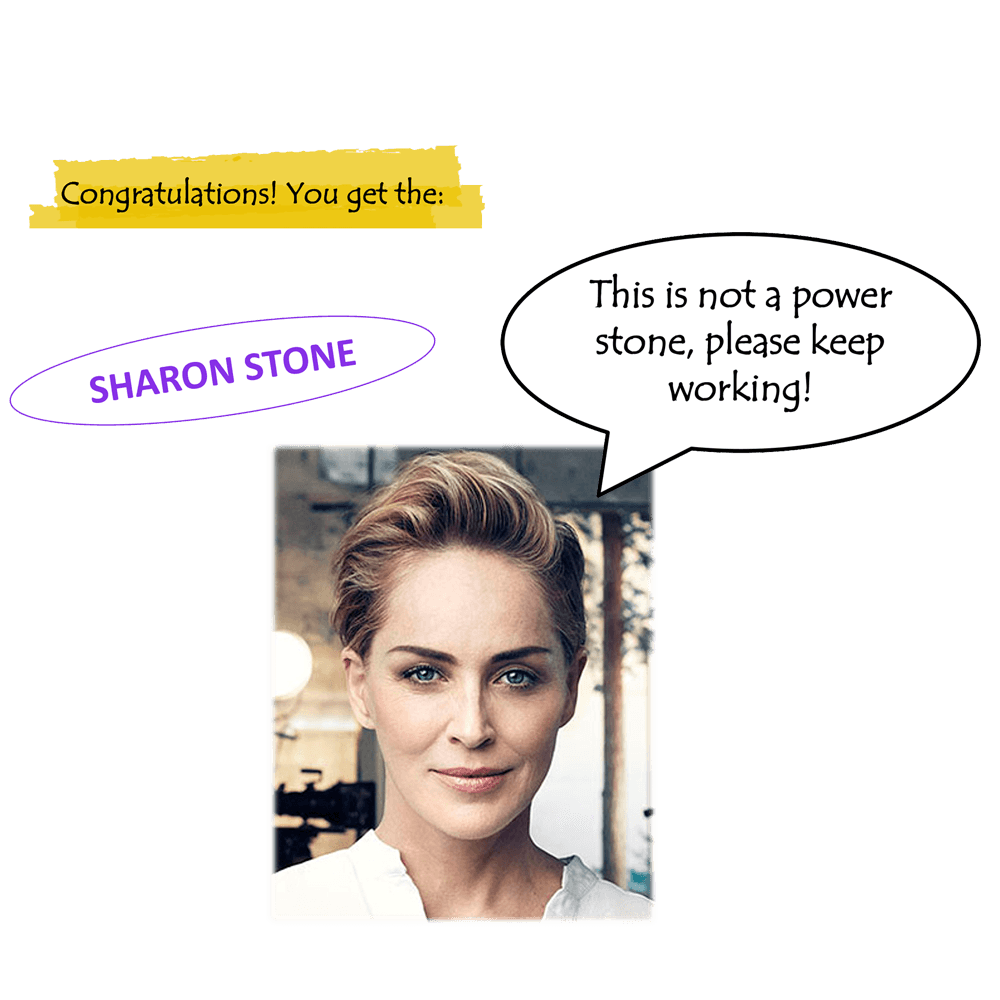 Congratulations! You get the:
SHARON STONE
This is not a power
stone, please keep
working!